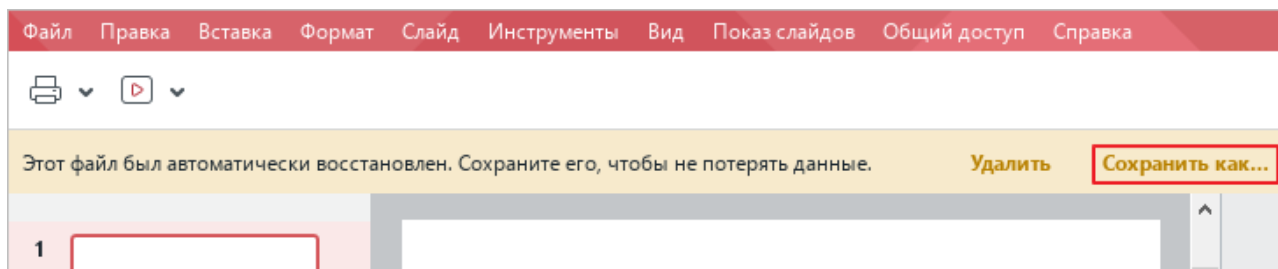 Файл Правка Вставка Формат Слайд Инструменты Вид Показ слайдов Общий доступ Справка
Этот файл был автоматически восстановлен. Сохраните его, чтобы не потерять данные. Удалить Сохранить как...
1